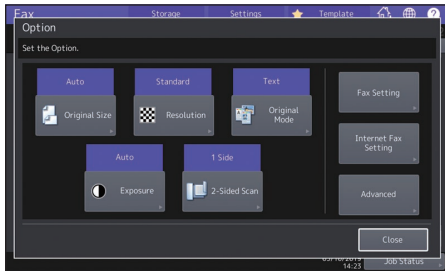 Fax
Storage
Settings
Template
Option
Set the Option.
Auto
Standard
Text
Original Size
Resolution
Original
Mode
Fax Setting
Auto
1 Side
Internet Fax
Setting
Exposure
2-Sided Scan
Advanced
Close
14:23
Job Status